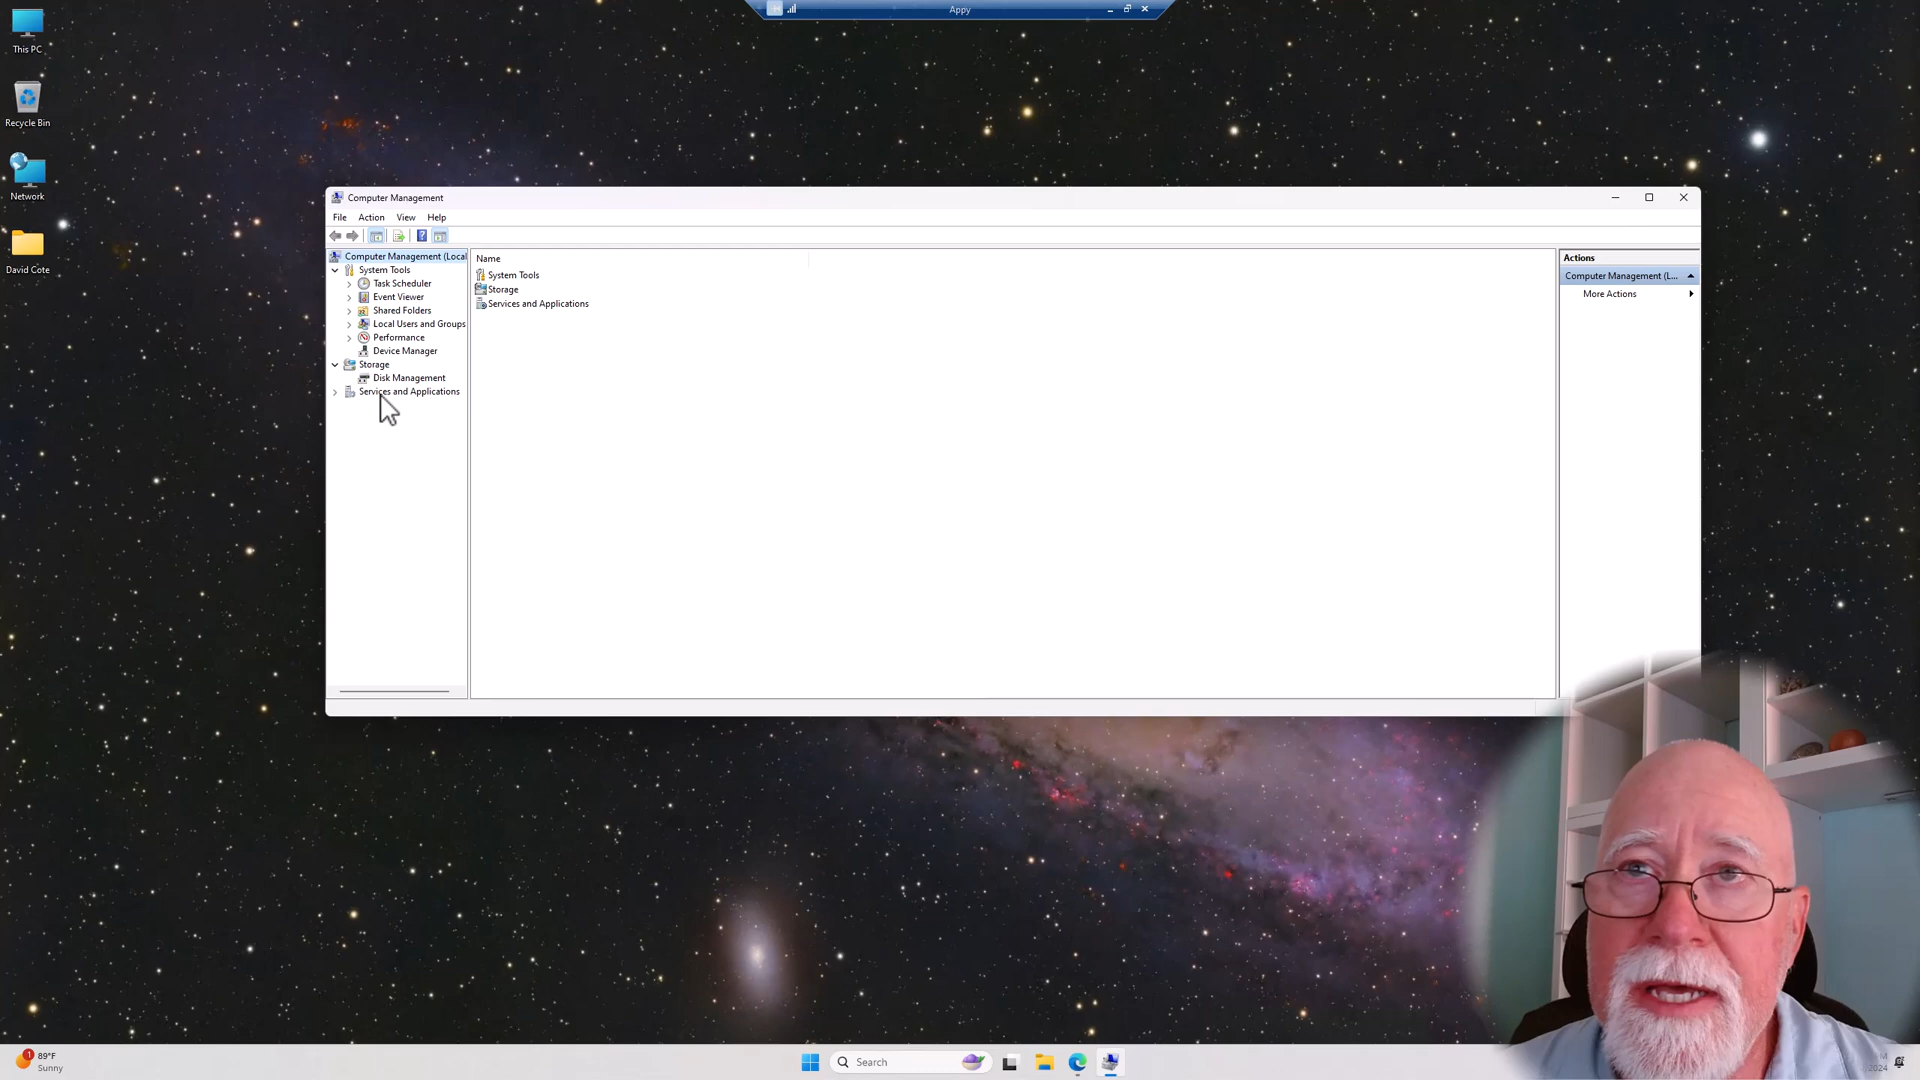 Appy
This PC
Recycle Bin
Network
David Cote
Computer Management
File Action View Help
Computer Management (Local
System Tools
Task Scheduler
Event Viewer
Shared Folders
Local Users and Groups
Performance
Device Manager
Storage
Disk Management
Services and Applications
Name
System Tools
Storage
Services and Applications
Actions
Computer Management (L...
More Actions
1
89°F
Sunny
Search
2024